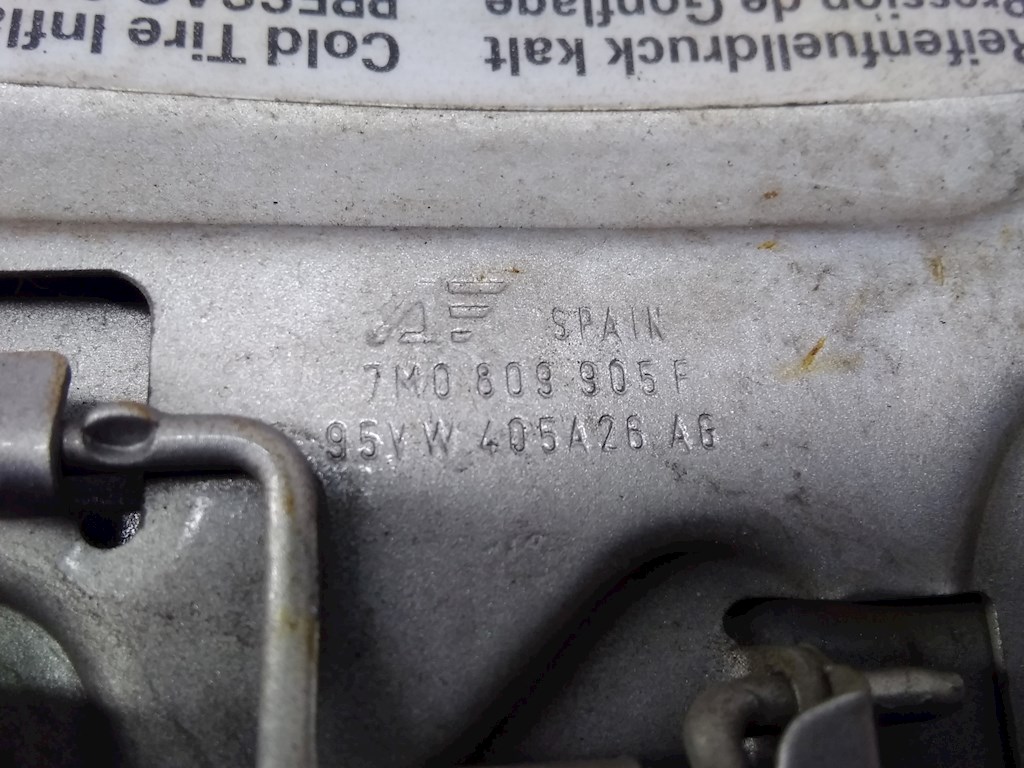 Cold Tire Infl
Reifenfuelldruck kalt
Pression de Gonflage
SPAIN
7M0 809 905 F
95VW 405A26 AG